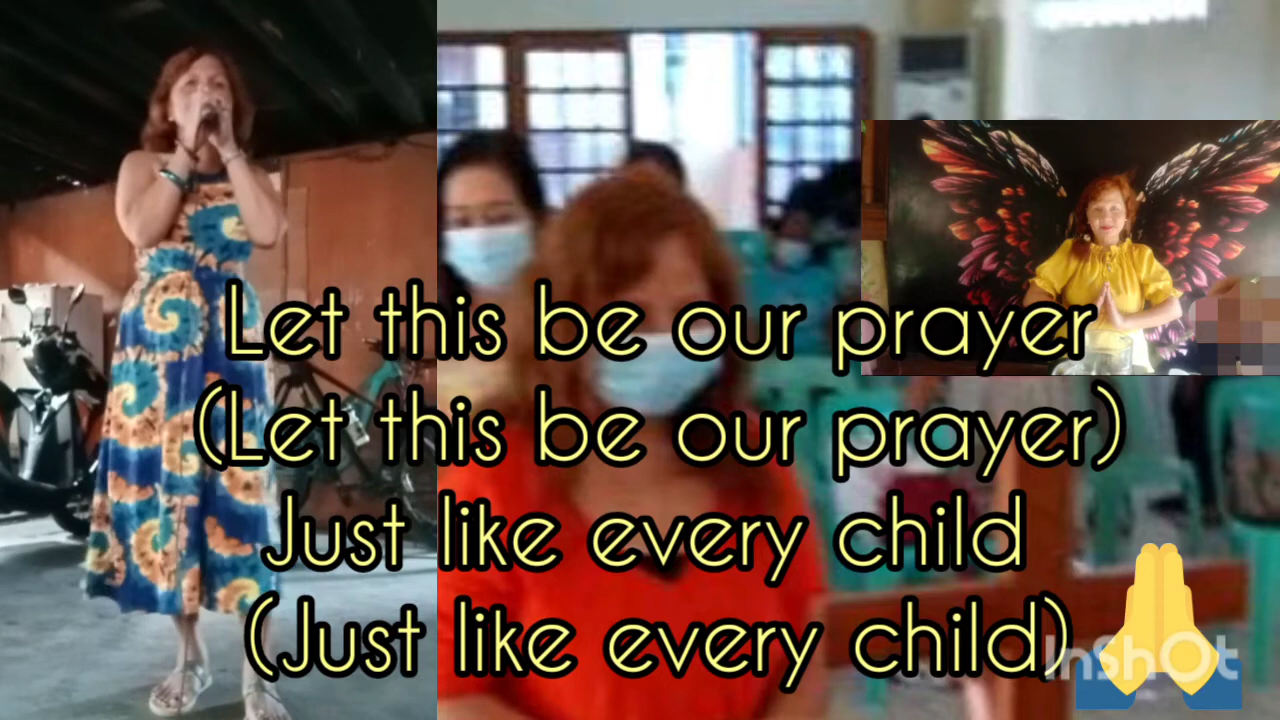 Let this be our prayer
(Let this be our prayer)
Just like every child
(Just like every child)
InShOt